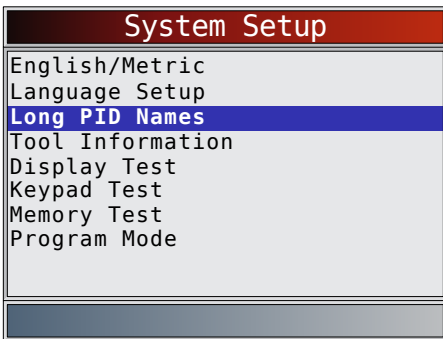 System Setup
English/Metric
Language Setup
Long PID Names
Tool Information
Display Test
Keypad Test
Memory Test
Program Mode